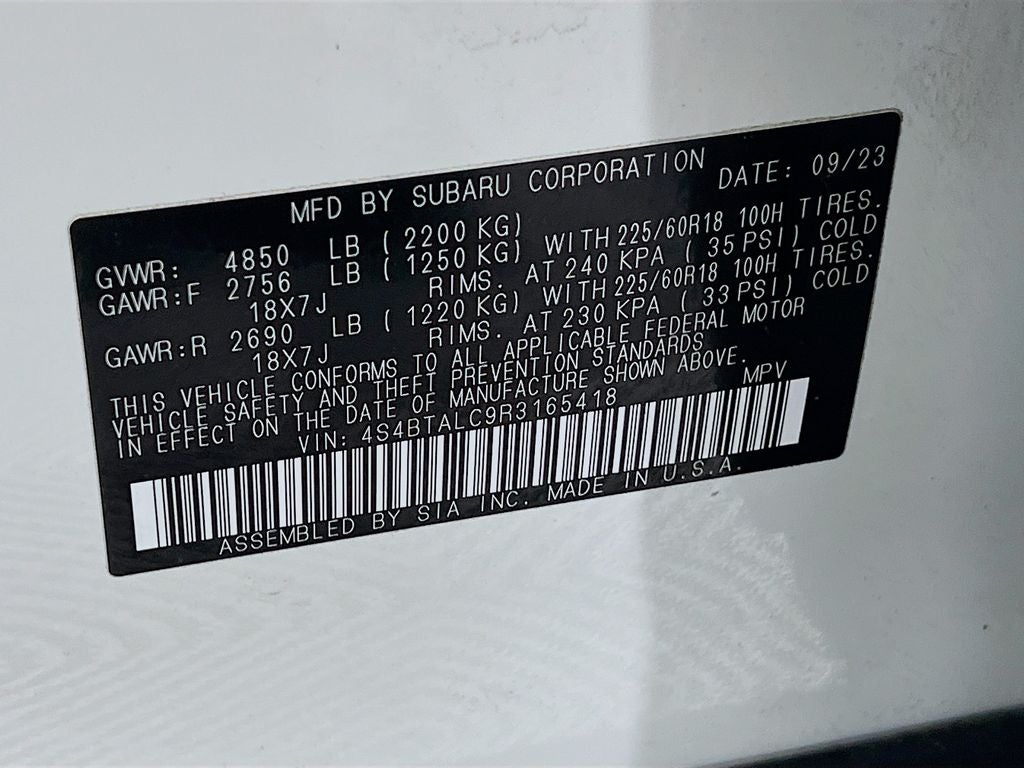 MFD BY SUBARU CORPORATION DATE: 09/23
GVWR: 4850 LB ( 2200 KG)
GAWR:F 2756 LB ( 1250 KG) WITH 225/60R18 100H TIRES.
18X7J RIMS. AT 240 KPA ( 35 PSI) COLD
GAWR:R 2690 LB ( 1220 KG) WITH 225/60R18 100H TIRES.
18X7J RIMS. AT 230 KPA ( 33 PSI) COLD
THIS VEHICLE CONFORMS TO ALL APPLICABLE FEDERAL MOTOR
VEHICLE SAFETY AND THEFT PREVENTION STANDARDS
IN EFFECT ON THE DATE OF MANUFACTURE SHOWN ABOVE.
VIN: 4S4BTALC9R3165418 MPV
ASSEMBLED BY SIA INC. MADE IN U.S.A.